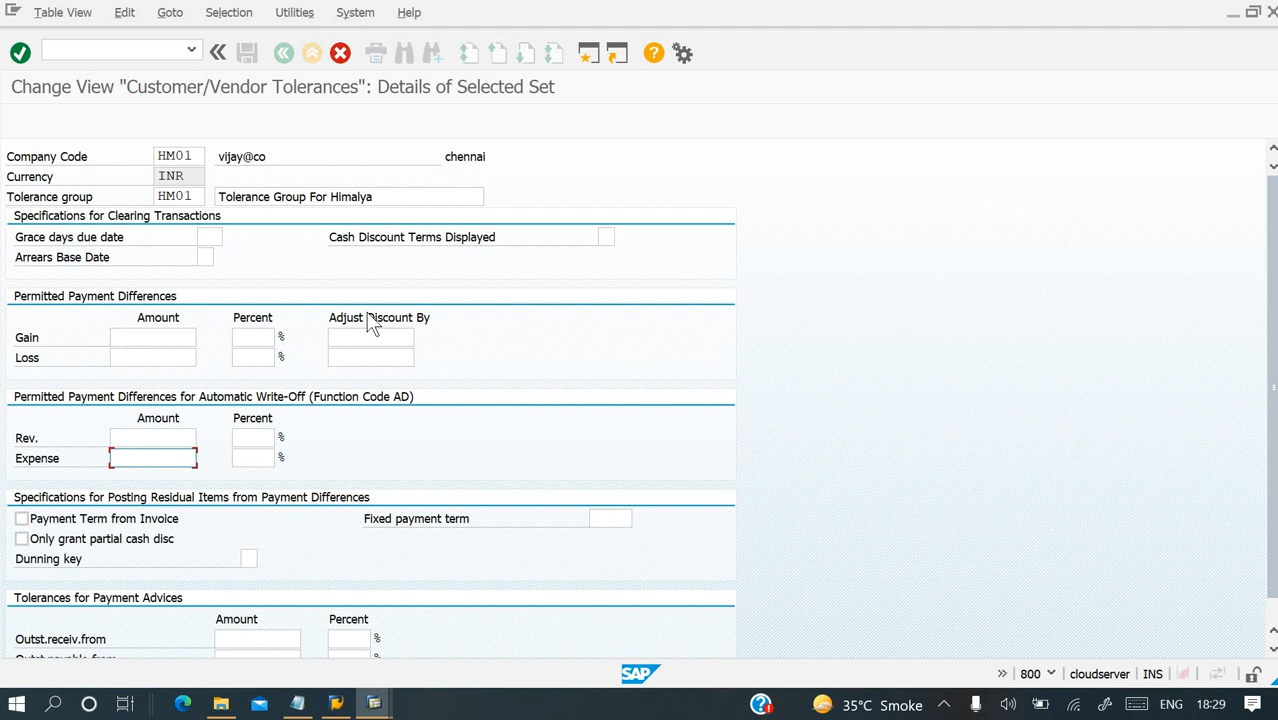 Table View Edit Goto Selection Utilities System Help
Change View "Customer/Vendor Tolerances": Details of Selected Set
Company Code HM01 vijay@co chennai
Currency INR
Tolerance group HM01 Tolerance Group For Himalya
Specifications for Clearing Transactions
Grace days due date Cash Discount Terms Displayed
Arrears Base Date
Permitted Payment Differences
Amount Percent Adjust Discount By
Gain %
Loss %
Permitted Payment Differences for Automatic Write-Off (Function Code AD)
Amount Percent
Rev. %
Expense %
Specifications for Posting Residual Items from Payment Differences
Payment Term from Invoice Fixed payment term
Only grant partial cash disc
Dunning key
Tolerances for Payment Advices
Amount Percent
Outst.receiv.from %
Outst.payable from %
SAP 800 cloudserver INS
35°C Smoke ENG 18:29